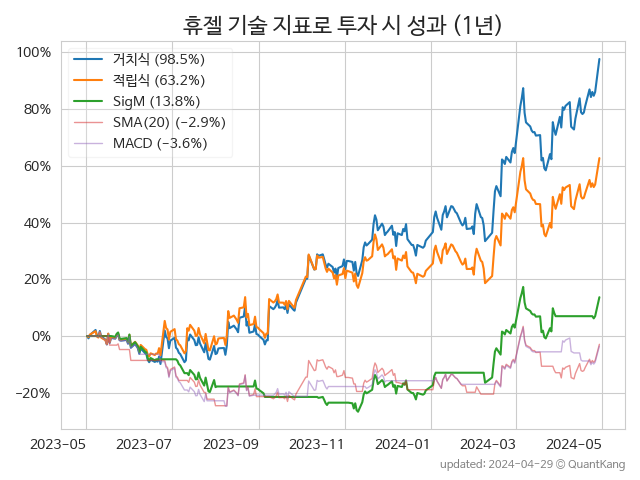 휴젤 기술 지표로 투자 시 성과 (1년)
거치식 (98.5%)
적립식 (63.2%)
SigM (13.8%)
SMA(20) (−2.9%)
MACD (−3.6%)
100%
80%
60%
40%
20%
0%
−20%
2023-05 2023-07 2023-09 2023-11 2024-01 2024-03 2024-05
updated: 2024-04-29 © QuantKang